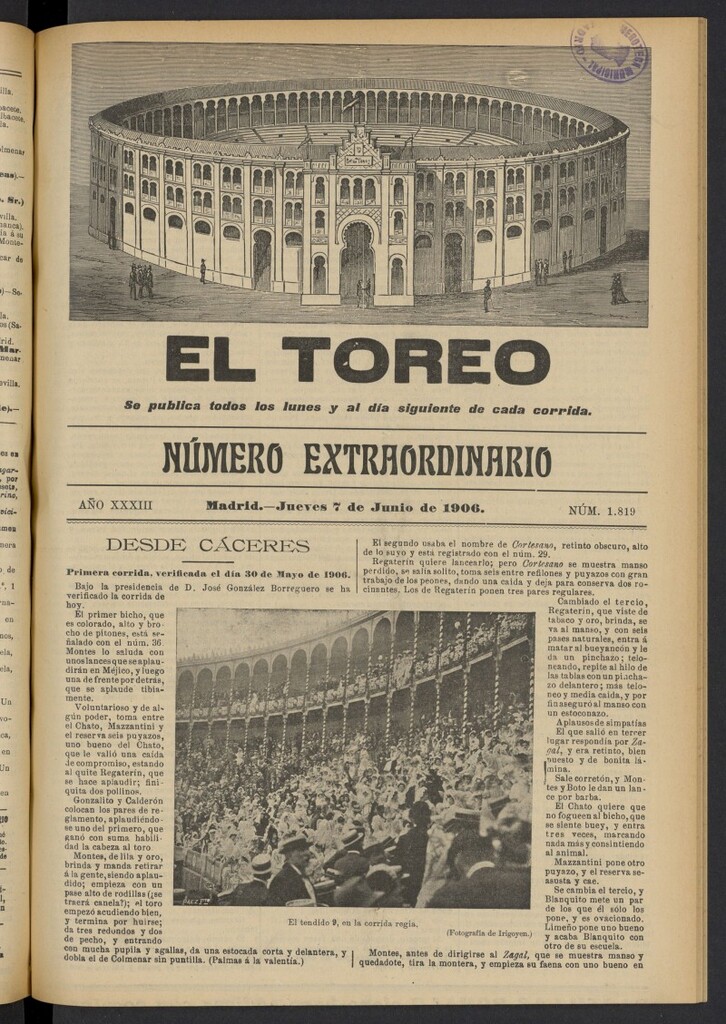 EL TOREO
Se publica todos los lunes y al día siguiente de cada corrida.
NÚMERO EXTRAORDINARIO
AÑO XXXIII
Madrid.—Jueves 7 de Junio de 1906.
NÚM. 1.819
DESDE CÁCERES
Primera corrida, verificada el día 30 de Mayo de 1906.
Bajo la presidencia de D. José González Borreguero se ha
verificado la corrida de
hoy.
El primer bicho, que
es colorado, alto y bro-
cho de pitones, está se-
ñalado con el núm. 36.
Montes lo saluda con
unos lances que se aplau-
dirán en Méjico, y luego
una de frente por detrás,
que se aplaude tibia-
mente.
Voluntarioso y de al-
gún poder, toma entre
el Chato, Mazzantini y
el reserva seis puyazos,
uno bueno del Chato,
que le valió una caída
de compromiso, estando
al quite Regaterín, que
se hace aplaudir; fini-
quita dos pollinos.
Gonzalito y Calderón
colocan los pares de re-
glamento, aplaudiéndo-
se uno del primero, que
ganó con suma habili-
dad la cabeza al toro.
Montes, de lila y oro,
brinda y manda retirar
á la gente, siendo aplau-
dido; empieza con un
pase alto de rodillas (¿se
traerá canela?); el toro
empezó acudiendo bien,
y termina por huirse;
da tres redondos y dos
de pecho, y entrando
con mucha pupila y agallas, da una estocada corta y delantera, y
dobla el de Colmenar sin puntilla. (Palmas á la valentía.)
El segundo usaba el nombre de Cortesano, retinto obscuro, alto
de lo suyo y está registrado con el núm. 29.
Regaterín quiere lancearlo; pero Cortesano se muestra manso
perdido, se salía solito, toma seis entre refilones y puyazos con gran
trabajo de los peones, dando una caída y deja para conserva dos ro-
cinantes. Los de Regaterín ponen tres pares regulares.
Cambiado el tercio,
Regaterín, que viste de
tabaco y oro, brinda, se
va al manso, y con seis
pases naturales, entra á
matar al bueyancón y le
da un pinchazo; telo-
neando, repite al hilo de
las tablas con un pincha-
zo delantero; más telo-
neo y media caída, y por
fin aseguró al manso con
un estoconazo.
Aplausos de simpatías
El que salió en tercer
lugar respondía por Za-
gal, y era retinto, bien
puesto y de bonita lá-
mina.
Sale corretón, y Mon-
tes y Boto le dan un lan-
ce por barba.
El Chato quiere que
no fogueen al bicho, que
se siente buey, y entra
tres veces, marcando
nada más y consintiendo
al animal.
Mazzantini pone otro
puyazo, y el reserva se
asusta y cae.
Se cambia el tercio, y
Blanquito mete un par
de los que él sólo los
pone, y es ovacionado.
Limeño pone uno bueno
y acaba Blanquito con
otro de su escuela.
Montes, antes de dirigirse al Zagal, que se muestra manso y
quedadote, tira la montera, y empieza su faena con uno bueno en
El tendido 9, en la corrida regia.
(Fotografía de Irigoyen.)